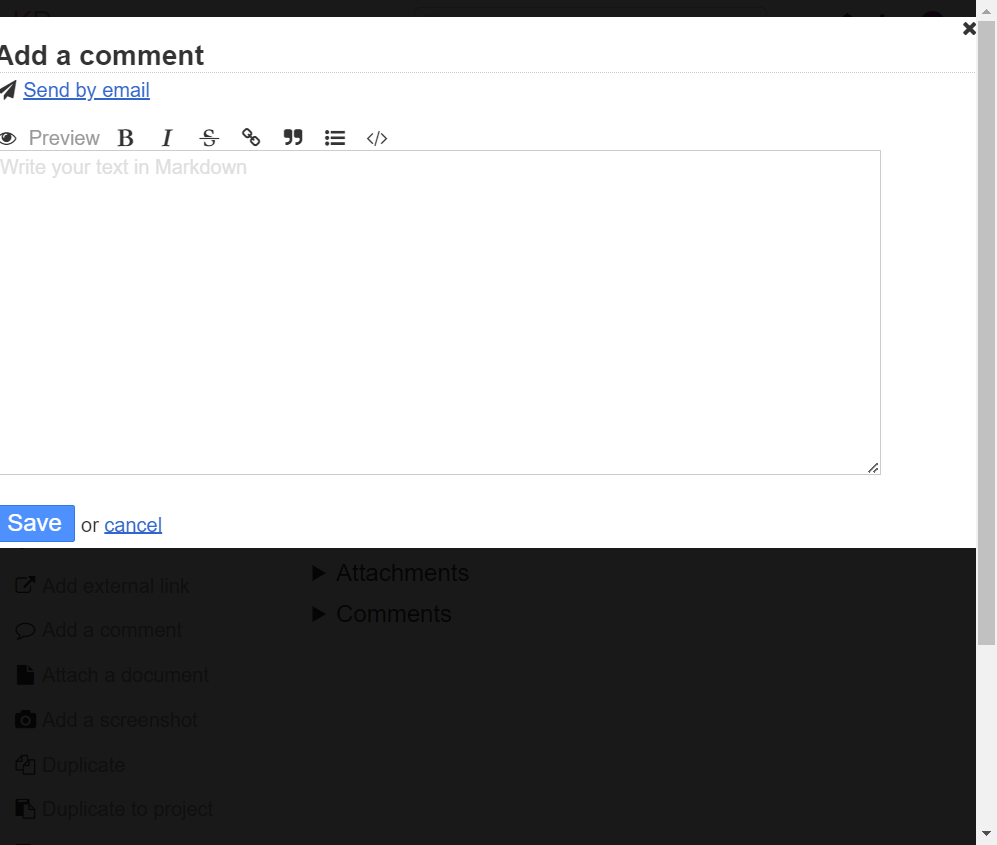 Add a comment
Send by email
Preview B I S </>
Write your text in Markdown
Save or cancel
Add external link
Attachments
Comments
Add a comment
Attach a document
Add a screenshot
Duplicate
Duplicate to project